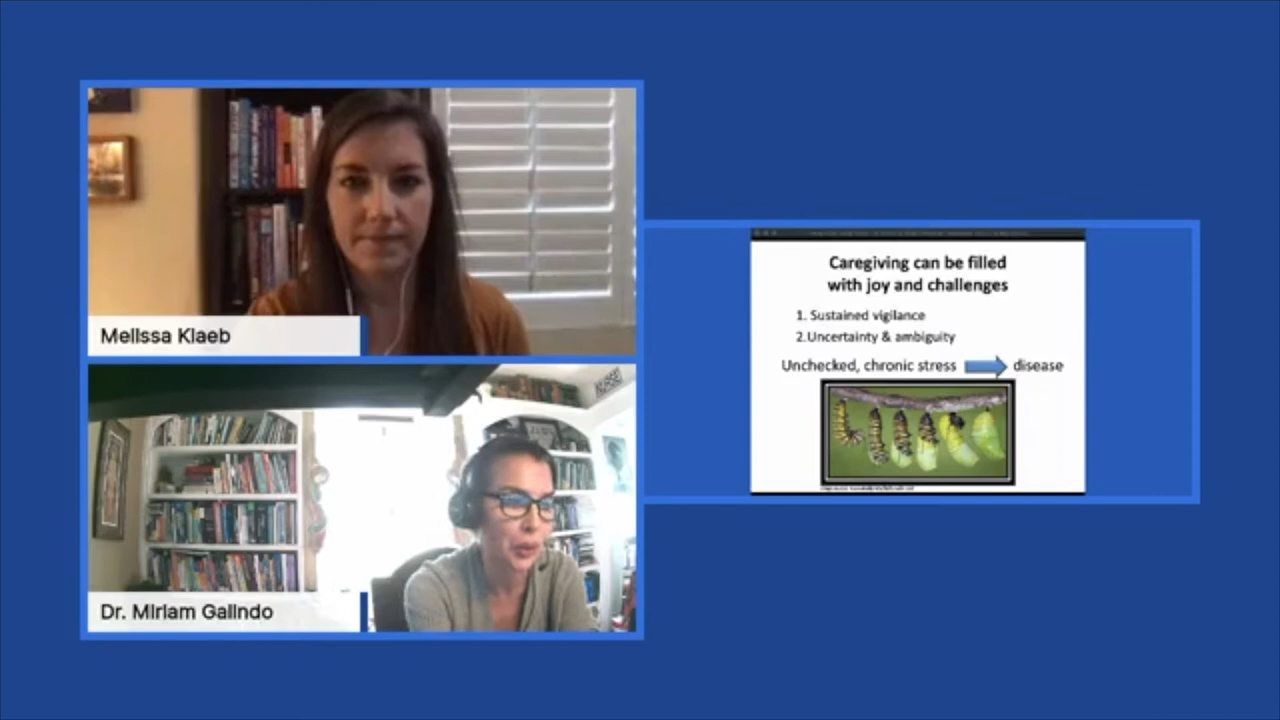 Melissa Klaeb
Dr. Miriam Galindo
Caregiving can be filled
with joy and challenges
1. Sustained vigilance
2.Uncertainty & ambiguity
Unchecked, chronic stress disease